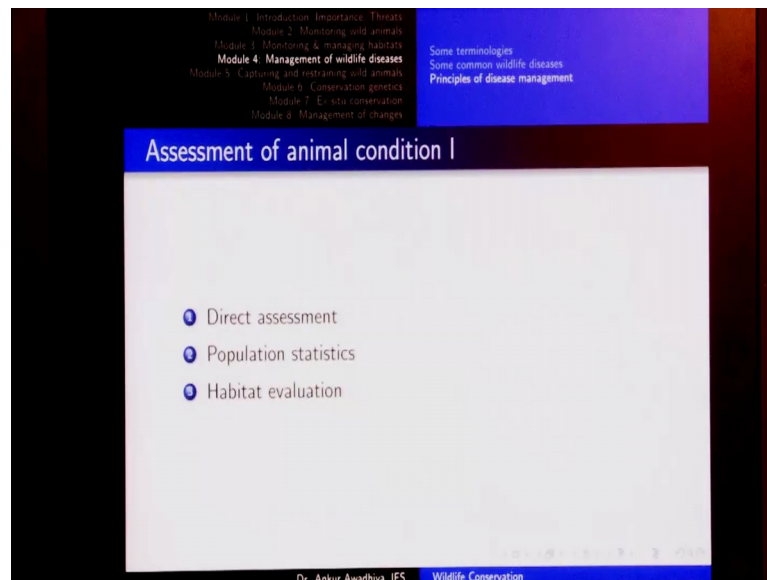 Module 1: Introduction Importance Threats
Module 2: Monitoring wild animals
Module 3: Monitoring & managing habitats
Module 4: Management of wildlife diseases
Module 5: Capturing and restraining wild animals
Module 6: Conservation genetics
Module 7: Ex situ conservation
Module 8: Management of changes
Some terminologies
Some common wildlife diseases
Principles of disease management
Assessment of animal condition I
1 Direct assessment
2 Population statistics
3 Habitat evaluation
Dr. Ankur Awadhiya, IFS
Wildlife Conservation